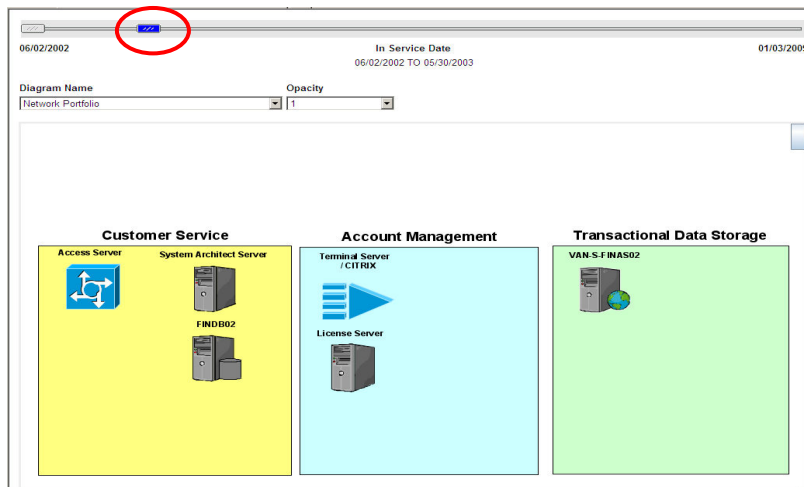 06/02/2002
In Service Date
01/03/2009
06/02/2002 TO 05/30/2003
Diagram Name
Opacity
Network Portfolio
1
Customer Service
Account Management
Transactional Data Storage
Access Server
System Architect Server
Terminal Server
/ CITRIX
VAN-S-FINAS02
FINDB02
License Server